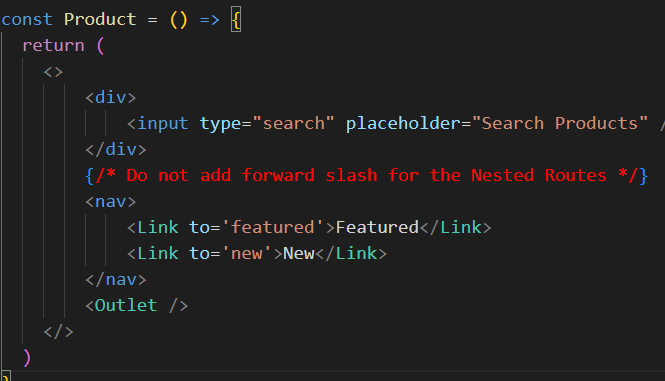 const Product = () => {
return (
<>
<div>
<input type="search" placeholder="Search Products" /
</div>
{/* Do not add forward slash for the Nested Routes */}
<nav>
<Link to='featured'>Featured</Link>
<Link to='new'>New</Link>
</nav>
<Outlet />
</>
)
}